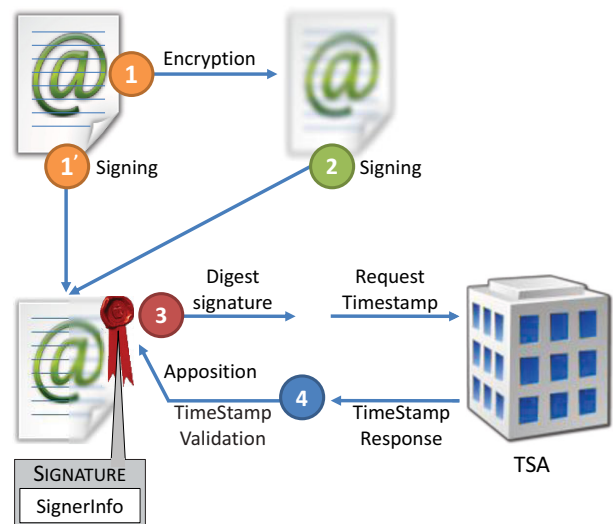 1
Encryption
1′
Signing
2
Signing
3
Digest
signature
Request
Timestamp
Apposition
4
TimeStamp
Validation
TimeStamp
Response
TSA
SIGNATURE
SignerInfo